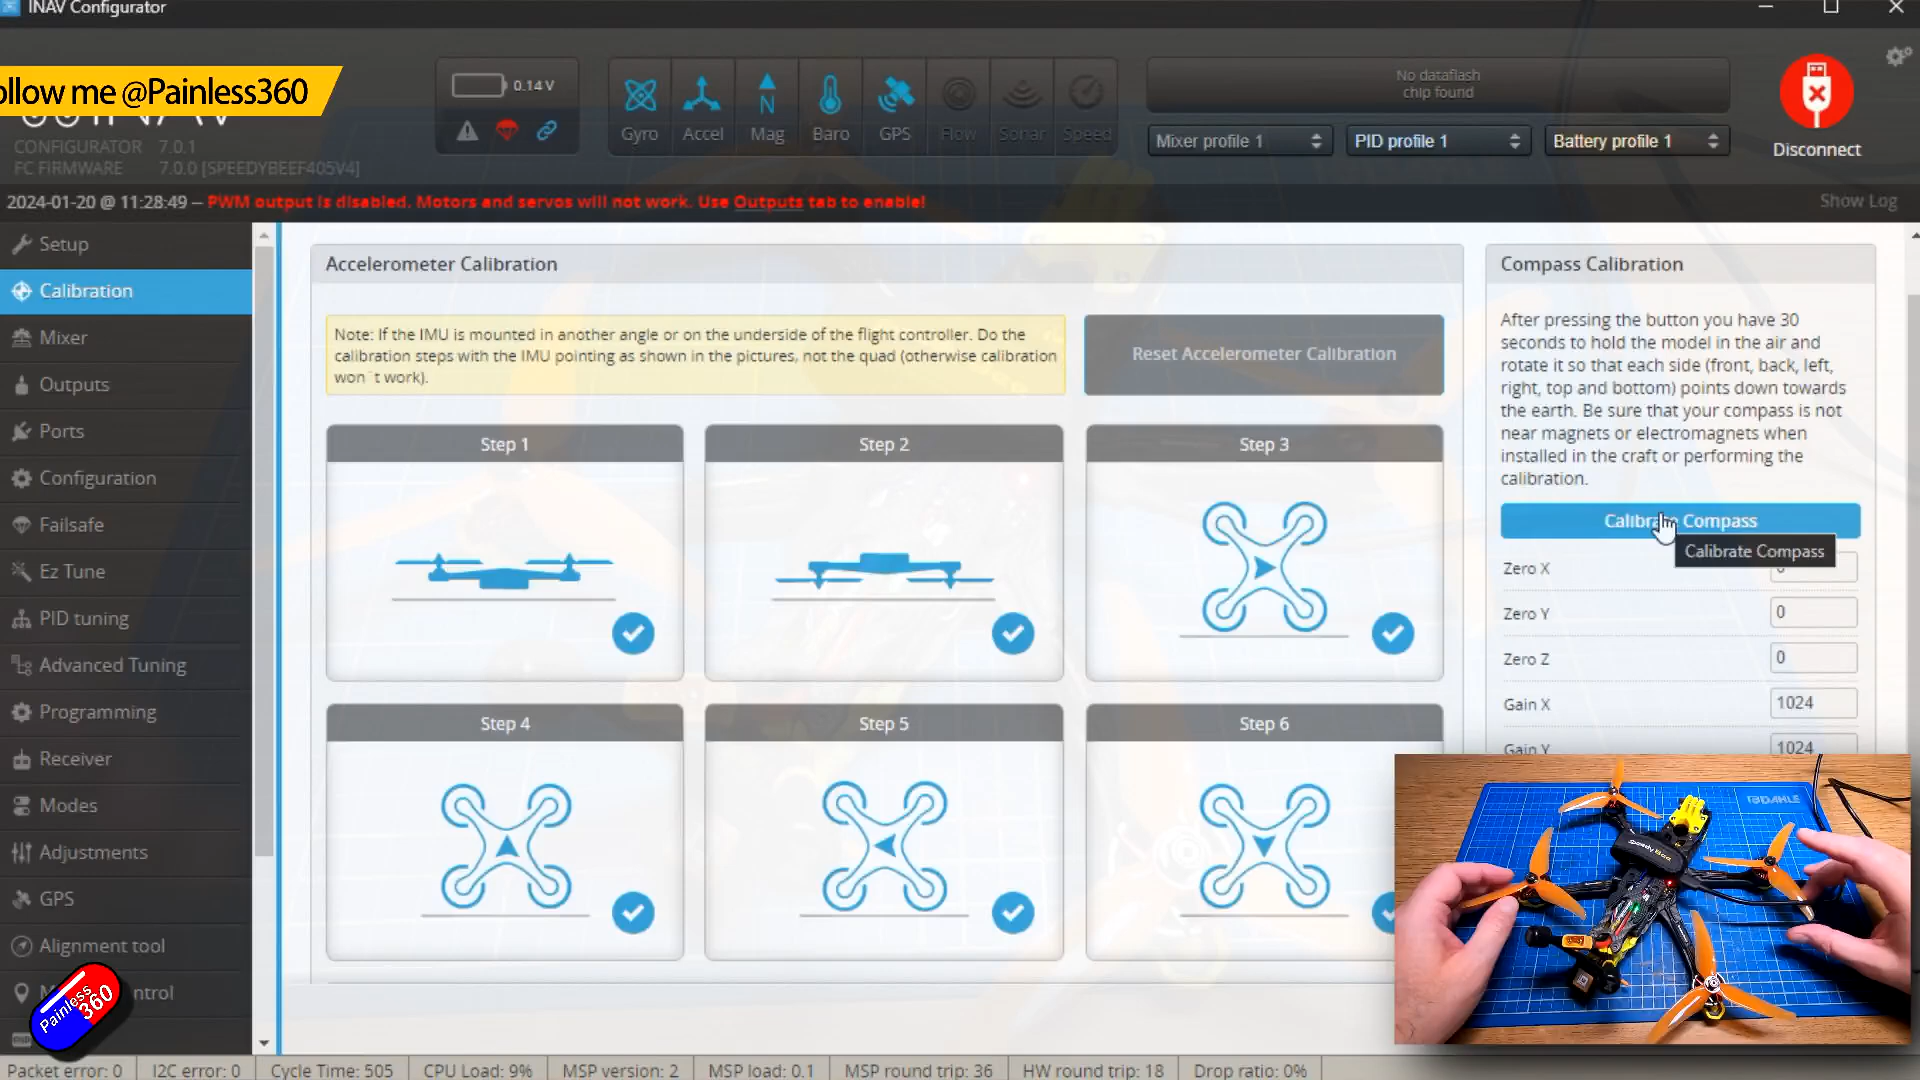 INAV Configurator
ollow me @Painless360
CONFIGURATOR 7.0.1
FC FIRMWARE 7.0.0 [SPEEDYBEEF405V4]
0.14 V
Gyro
Accel
Mag
Baro
GPS
Flow
Sonar
Speed
No dataflash
chip found
Mixer profile 1
PID profile 1
Battery profile 1
Disconnect
2024-01-20 @ 11:28:49 – PWM output is disabled. Motors and servos will not work. Use Outputs tab to enable!
Show Log
Setup
Calibration
Mixer
Outputs
Ports
Configuration
Failsafe
Ez Tune
PID tuning
Advanced Tuning
Programming
Receiver
Modes
Adjustments
GPS
Alignment tool
ntrol
Painless
360
Accelerometer Calibration
Note: If the IMU is mounted in another angle or on the underside of the flight controller. Do the
calibration steps with the IMU pointing as shown in the pictures, not the quad (otherwise calibration
won´t work).
Reset Accelerometer Calibration
Step 1
Step 2
Step 3
Step 4
Step 5
Step 6
Compass Calibration
After pressing the button you have 30
seconds to hold the model in the air and
rotate it so that each side (front, back, left,
right, top and bottom) points down towards
the earth. Be sure that your compass is not
near magnets or electromagnets when
installed in the craft or performing the
calibration.
Calibrate Compass
Calibrate Compass
Zero X
Zero Y 0
Zero Z 0
Gain X 1024
Gain Y 1024
DAHLE
SpeedyBee
Packet error: 0
I2C error: 0
Cycle Time: 505
CPU Load: 9%
MSP version: 2
MSP load: 0.1
MSP round trip: 36
HW round trip: 18
Drop ratio: 0%